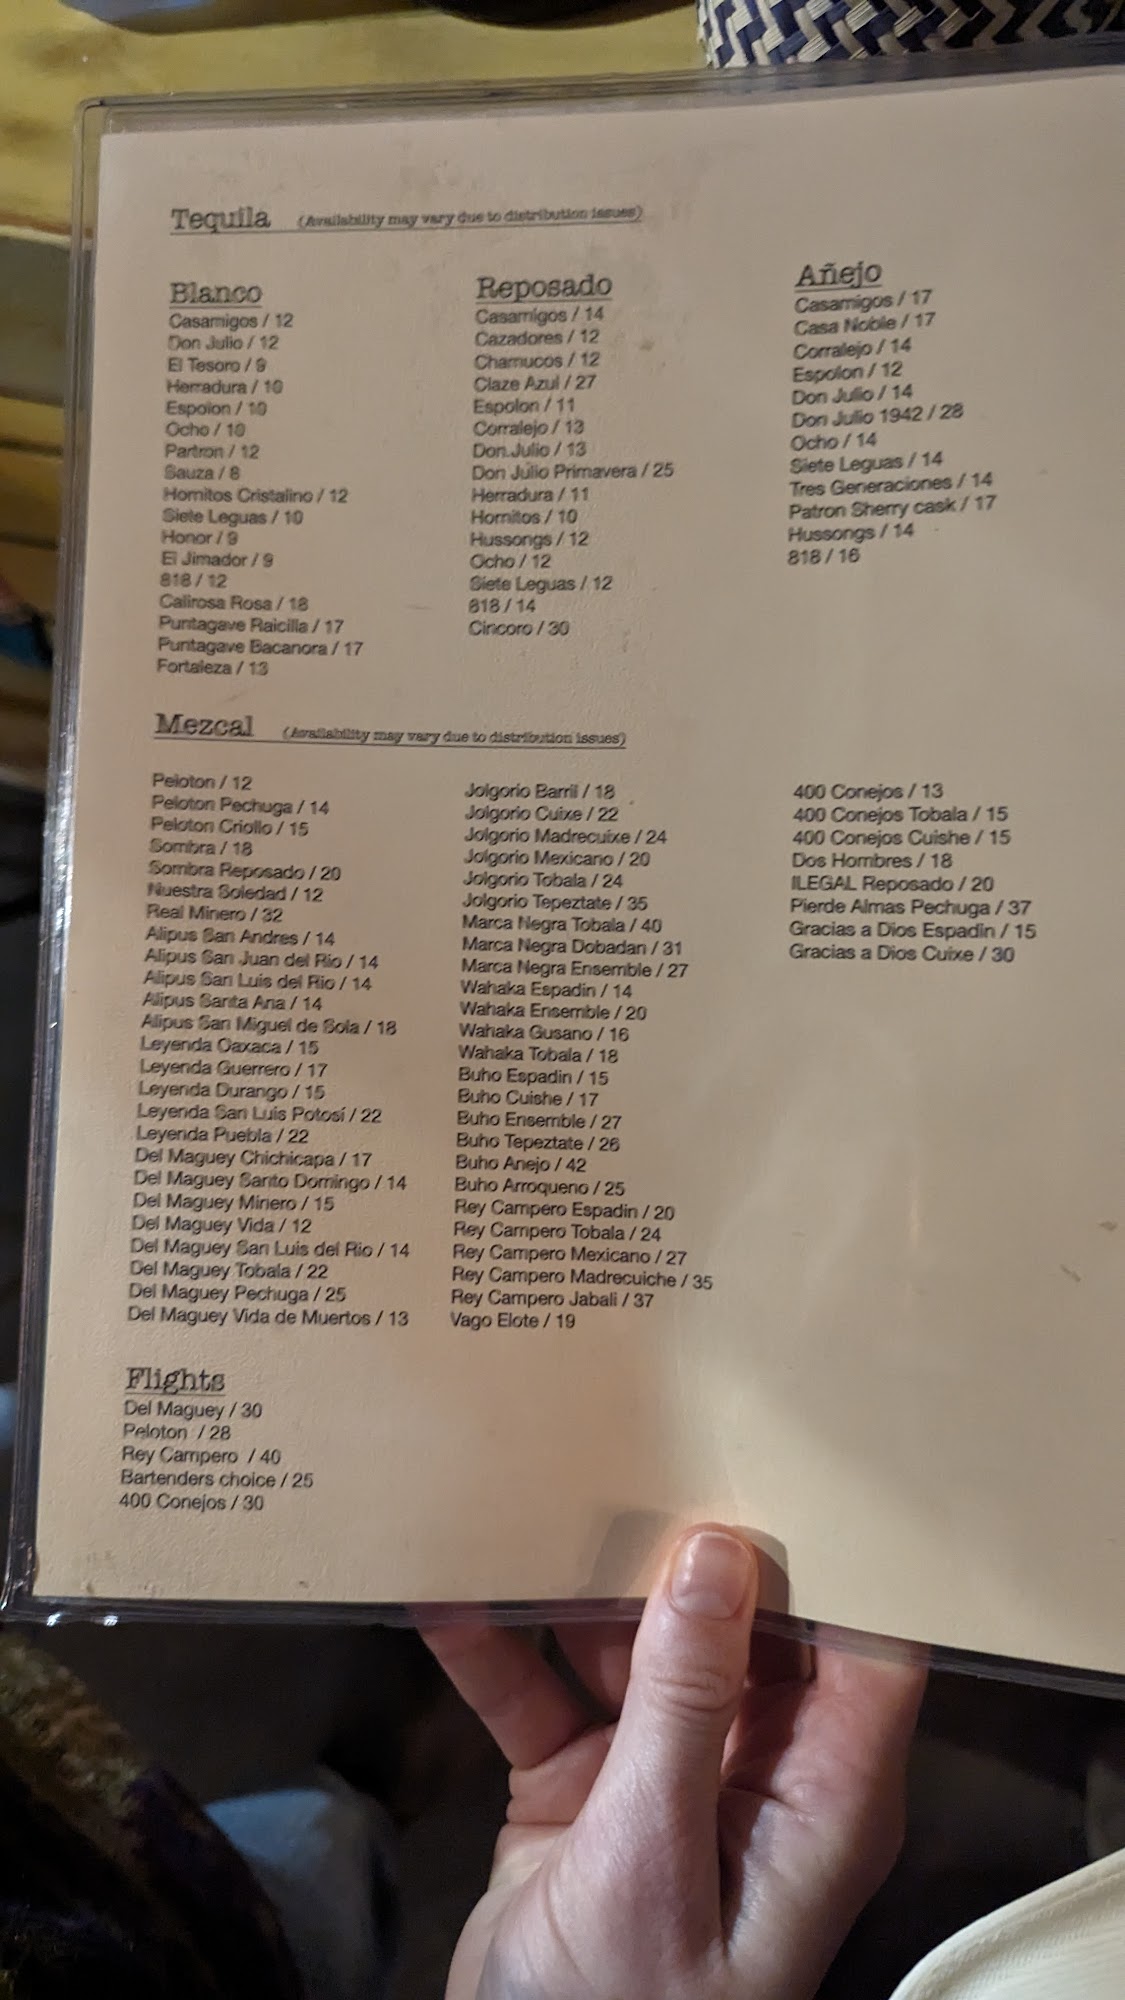 Tequila (Availability may vary due to distribution issues)
Blanco
Casamigos / 12
Don Julio / 12
El Tesoro / 9
Herradura / 10
Espolon / 10
Ocho / 10
Partron / 12
Sauza / 8
Hornitos Cristalino / 12
Siete Leguas / 10
Honor / 9
El Jimador / 9
818 / 12
Calirosa Rosa / 18
Puntagave Raicilla / 17
Puntagave Bacanora / 17
Fortaleza / 13
Reposado
Casamigos / 14
Cazadores / 12
Chamucos / 12
Claze Azul / 27
Espolon / 11
Corralejo / 13
Don.Julio / 13
Don Julio Primavera / 25
Herradura / 11
Hornitos / 10
Hussongs / 12
Ocho / 12
Siete Leguas / 12
818 / 14
Cincoro / 30
Añejo
Casamigos / 17
Casa Noble / 17
Corralejo / 14
Espolon / 12
Don Julio / 14
Don Julio 1942 / 28
Ocho / 14
Siete Leguas / 14
Tres Generaciones / 14
Patron Sherry cask / 17
Hussongs / 14
818 / 16
Mezcal (Availability may vary due to distribution issues)
Peloton / 12
Peloton Pechuga / 14
Peloton Criollo / 15
Sombra / 18
Sombra Reposado / 20
Nuestra Soledad / 12
Real Minero / 32
Alipus San Andres / 14
Alipus San Juan del Rio / 14
Alipus San Luis del Rio / 14
Alipus Santa Ana / 14
Alipus San Miguel de Sola / 18
Leyenda Oaxaca / 15
Leyenda Guerrero / 17
Leyenda Durango / 15
Leyenda San Luis Potosí / 22
Leyenda Puebla / 22
Del Maguey Chichicapa / 17
Del Maguey Santo Domingo / 14
Del Maguey Minero / 15
Del Maguey Vida / 12
Del Maguey San Luis del Rio / 14
Del Maguey Tobala / 22
Del Maguey Pechuga / 25
Del Maguey Vida de Muertos / 13
Jolgorio Barril / 18
Jolgorio Cuixe / 22
Jolgorio Madrecuixe / 24
Jolgorio Mexicano / 20
Jolgorio Tobala / 24
Jolgorio Tepeztate / 35
Marca Negra Tobala / 40
Marca Negra Dobadan / 31
Marca Negra Ensemble / 27
Wahaka Espadin / 14
Wahaka Ensemble / 20
Wahaka Gusano / 16
Wahaka Tobala / 18
Buho Espadin / 15
Buho Cuishe / 17
Buho Ensemble / 27
Buho Tepeztate / 26
Buho Anejo / 42
Buho Arroqueno / 25
Rey Campero Espadin / 20
Rey Campero Tobala / 24
Rey Campero Mexicano / 27
Rey Campero Madrecuiche / 35
Rey Campero Jabali / 37
Vago Elote / 19
400 Conejos / 13
400 Conejos Tobala / 15
400 Conejos Cuishe / 15
Dos Hombres / 18
ILEGAL Reposado / 20
Pierde Almas Pechuga / 37
Gracias a Dios Espadin / 15
Gracias a Dios Cuixe / 30
Flights
Del Maguey / 30
Peloton / 28
Rey Campero / 40
Bartenders choice / 25
400 Conejos / 30